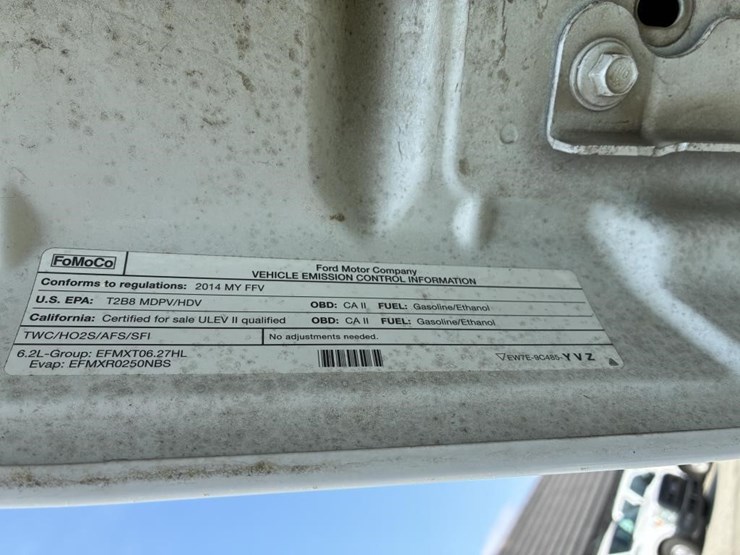 FoMoCo
Ford Motor Company
VEHICLE EMISSION CONTROL INFORMATION
Conforms to regulations: 2014 MY FFV
U.S. EPA: T2B8 MDPV/HDV OBD: CA II FUEL: Gasoline/Ethanol
California: Certified for sale ULEV II qualified OBD: CA II FUEL: Gasoline/Ethanol
TWC/HO2S/AFS/SFI No adjustments needed.
6.2L-Group: EFMXT06.27HL
Evap: EFMXR0250NBS
EW7E-9C485-YVZ